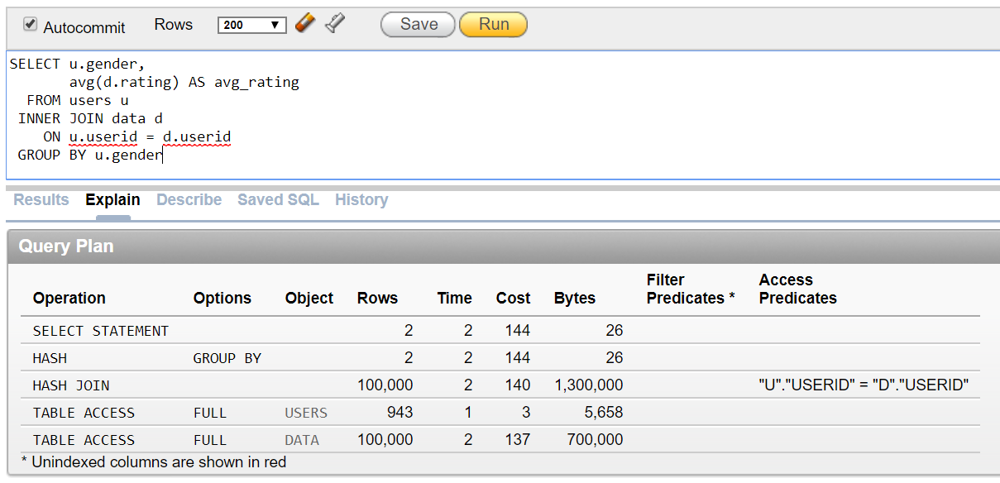 Autocommit Rows 200 Save Run
SELECT u.gender,
avg(d.rating) AS avg_rating
FROM users u
INNER JOIN data d
ON u.userid = d.userid
GROUP BY u.gender
Results Explain Describe Saved SQL History
Query Plan
Operation Options Object Rows Time Cost Bytes Filter Predicates * Access Predicates
SELECT STATEMENT 2 2 144 26
HASH GROUP BY 2 2 144 26
HASH JOIN 100,000 2 140 1,300,000 "U"."USERID" = "D"."USERID"
TABLE ACCESS FULL USERS 943 1 3 5,658
TABLE ACCESS FULL DATA 100,000 2 137 700,000
* Unindexed columns are shown in red